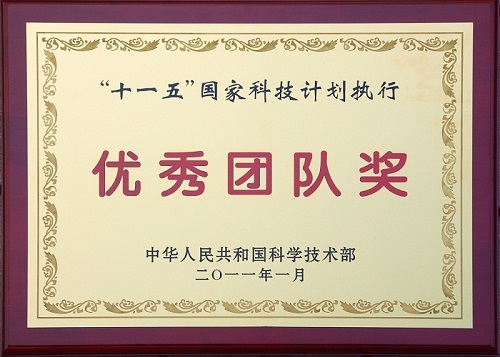 “十一五”国家科技计划执行
优秀团队奖
中华人民共和国科学技术部
二〇一一年一月